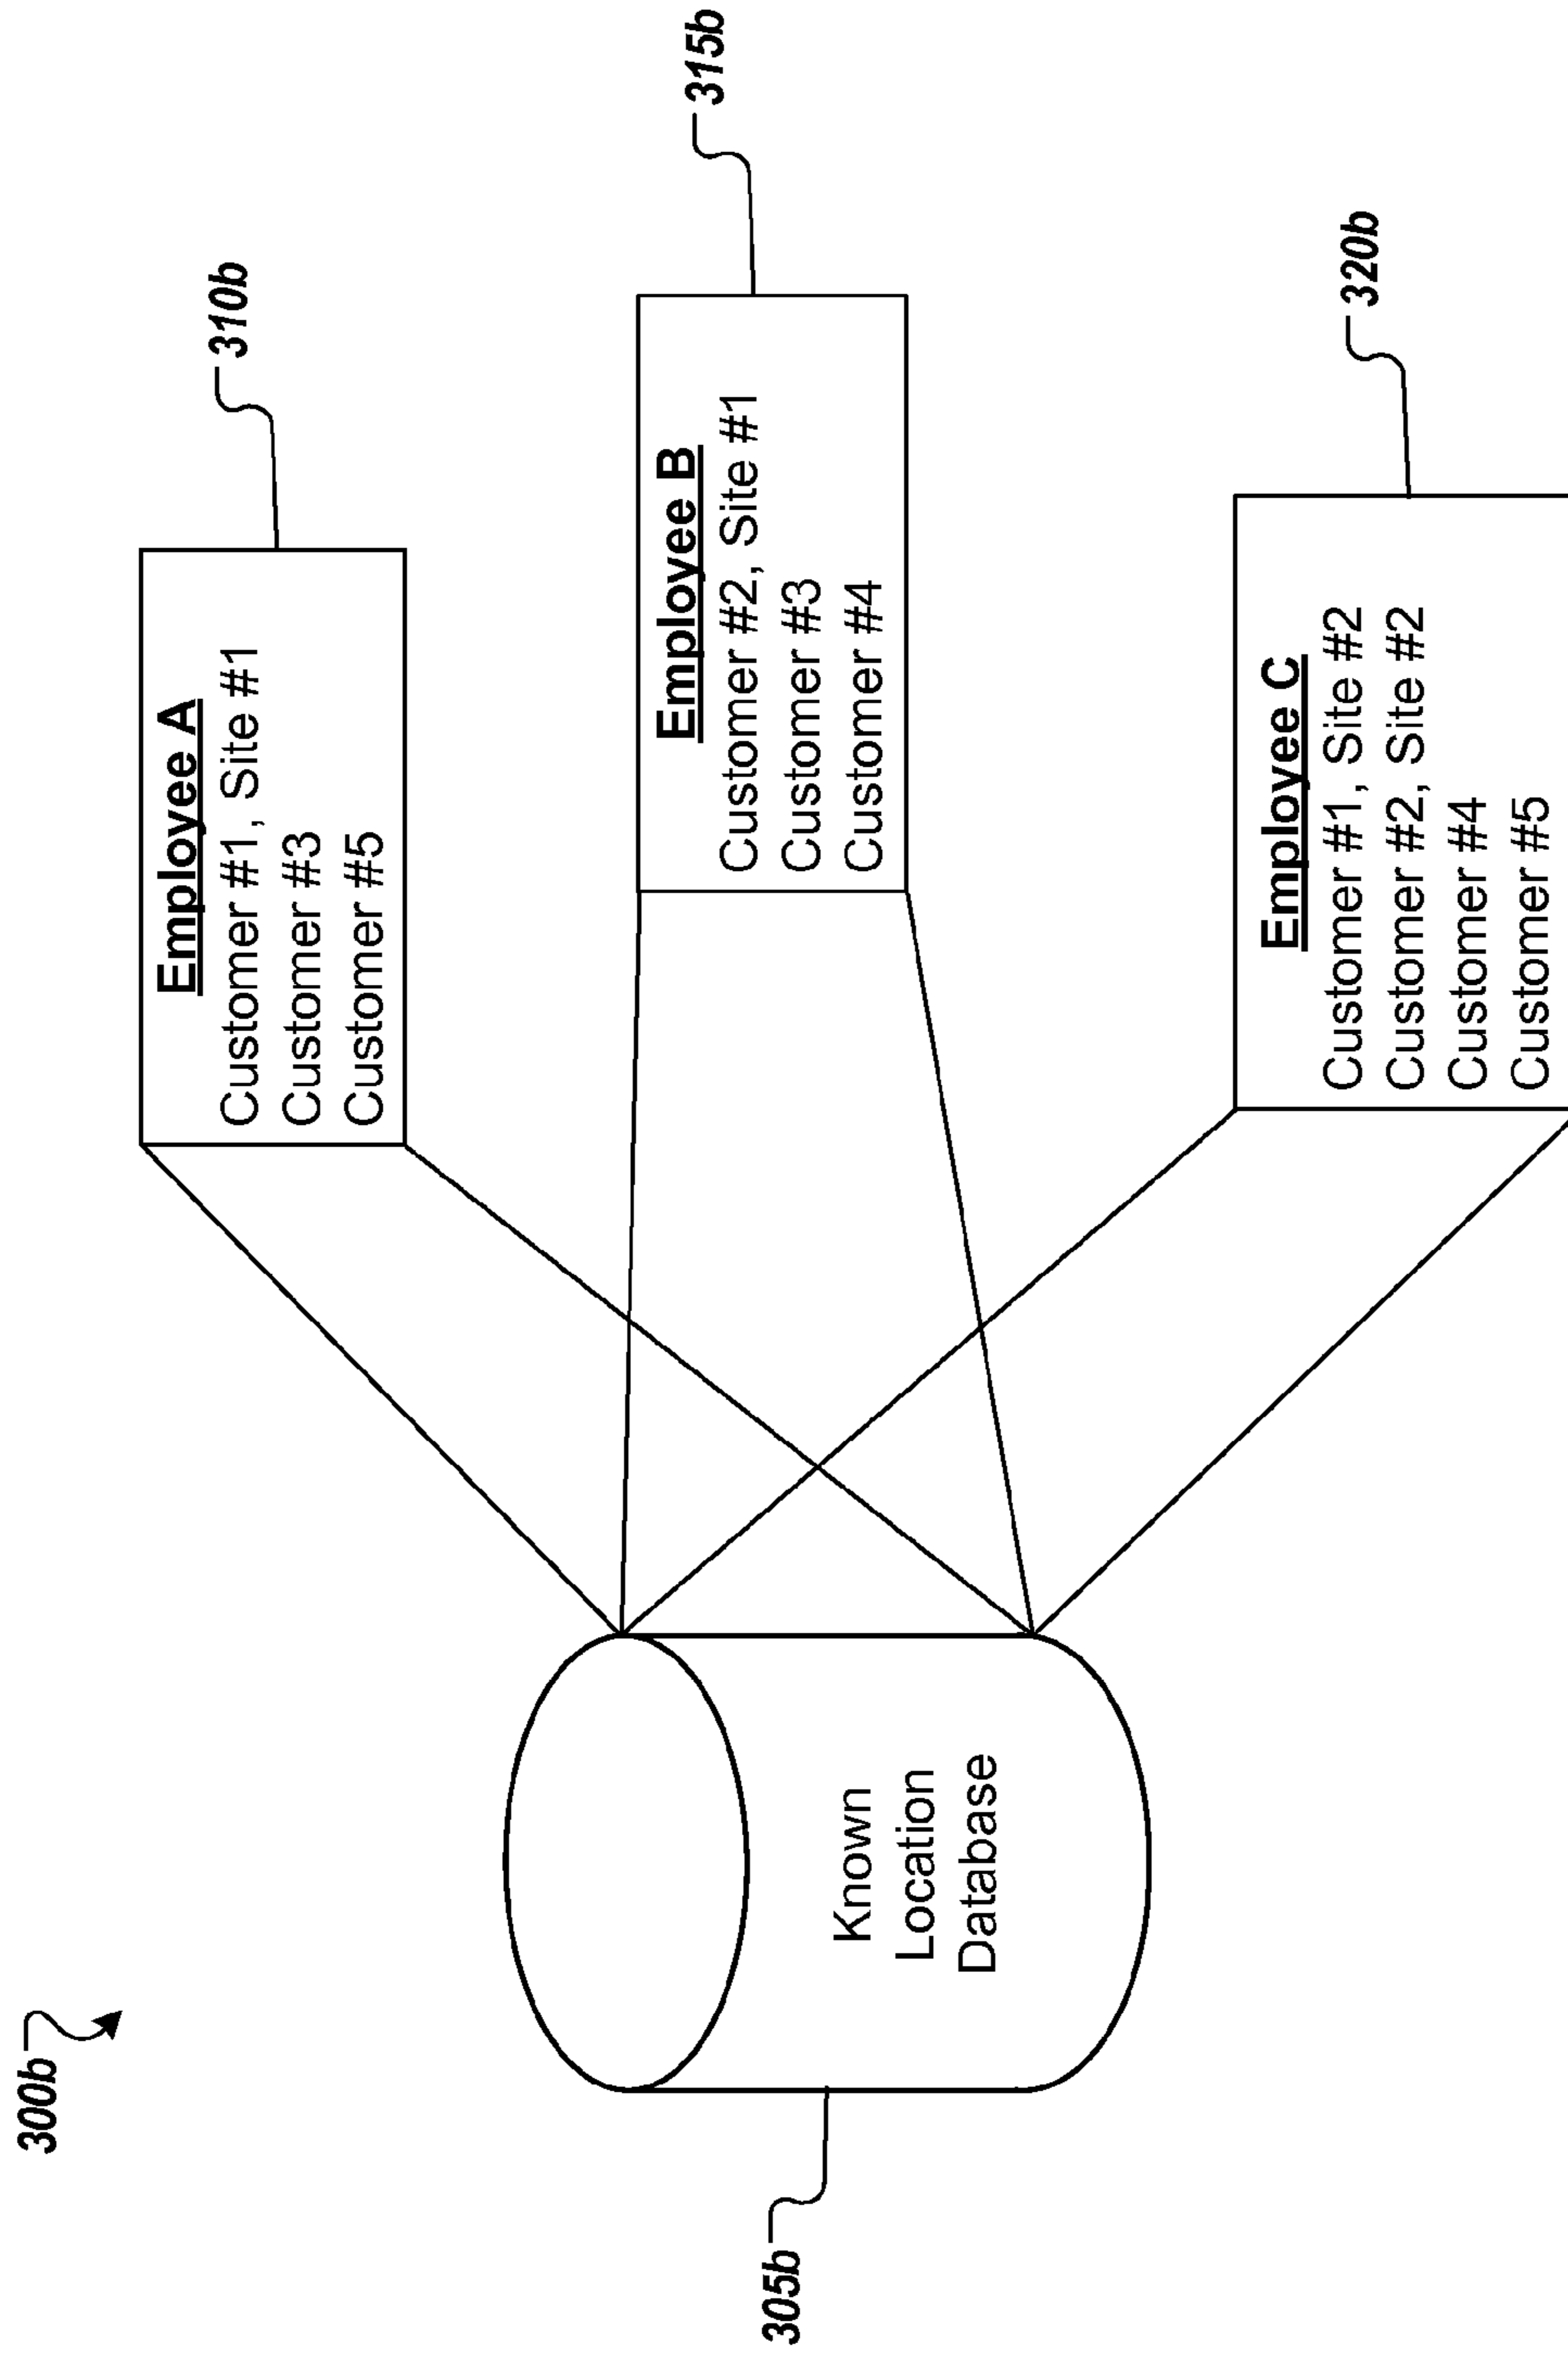 300b
310b
Employee A
Customer #1, Site #1
Customer #3
Customer #5
315b
Employee B
Customer #2, Site #1
Customer #3
Customer #4
305b
Known
Location
Database
320b
Employee C
Customer #1, Site #2
Customer #2, Site #2
Customer #4
Customer #5